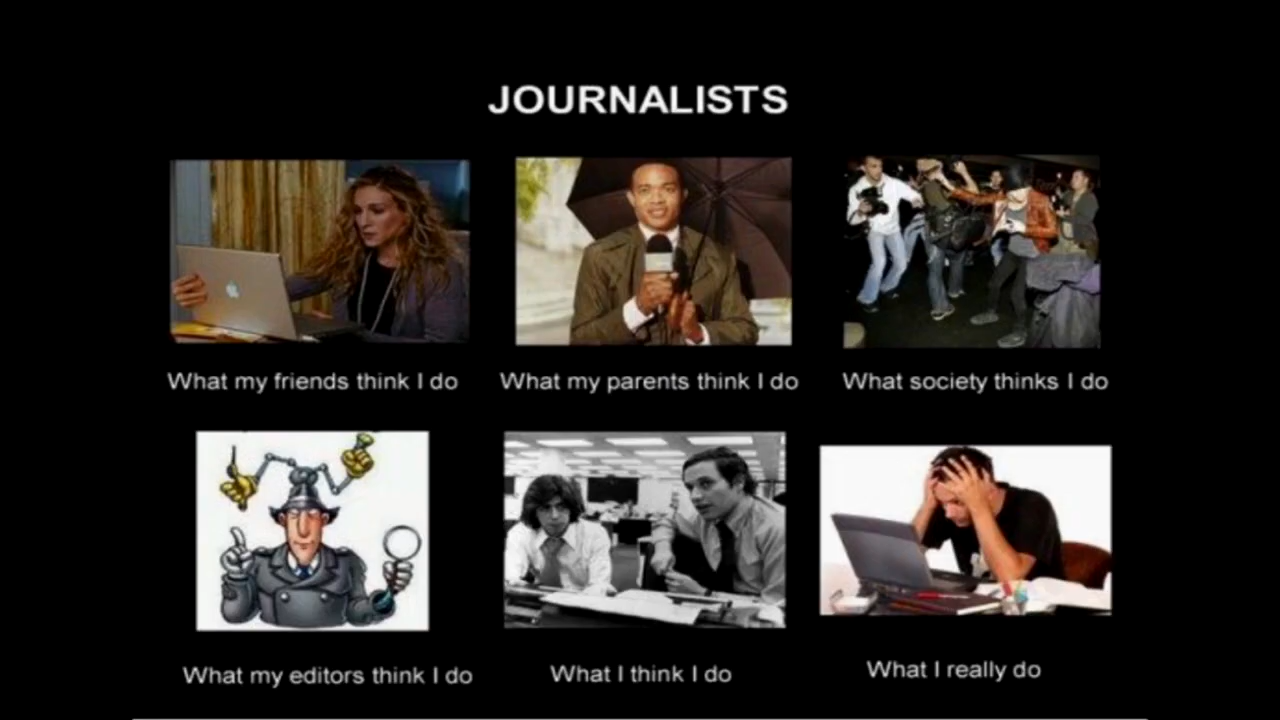 JOURNALISTS
What my friends think I do
What my parents think I do
What society thinks I do
What my editors think I do
What I think I do
What I really do